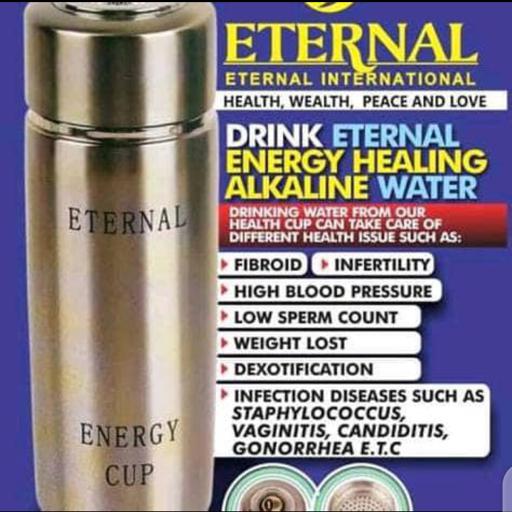 ETERNAL
ETERNAL INTERNATIONAL
HEALTH, WEALTH, PEACE AND LOVE
DRINK ETERNAL
ENERGY HEALING
ALKALINE WATER
DRINKING WATER FROM OUR
HEALTH CUP CAN TAKE CARE OF
DIFFERENT HEALTH ISSUE SUCH AS:
FIBROID INFERTILITY
HIGH BLOOD PRESSURE
LOW SPERM COUNT
WEIGHT LOST
DEXOTIFICATION
INFECTION DISEASES SUCH AS
STAPHYLOCOCCUS,
VAGINITIS, CANDIDITIS,
GONORRHEA E.T.C
ETERNAL
ENERGY
CUP